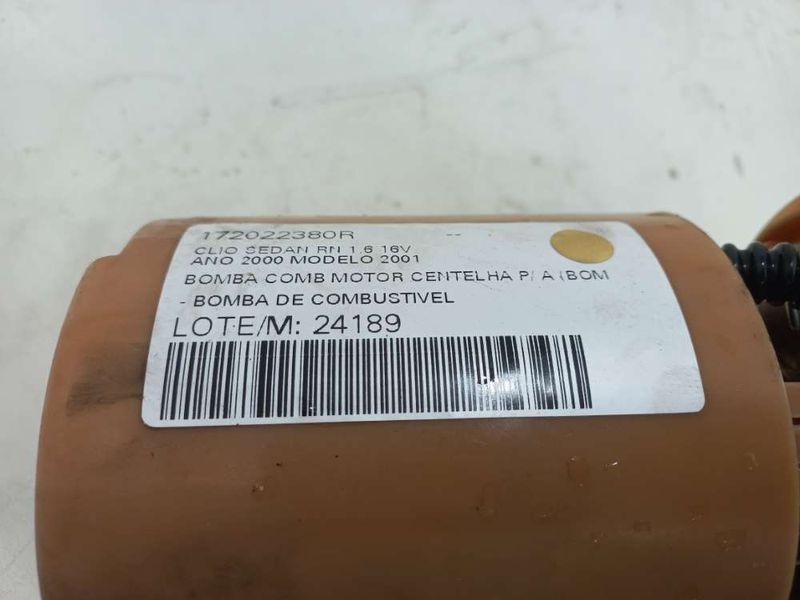 172022380R --
CLIO SEDAN RN 1.6 16V
ANO 2000 MODELO 2001
BOMBA COMB MOTOR CENTELHA P/ A (BOM
- BOMBA DE COMBUSTIVEL
LOTE/M: 24189